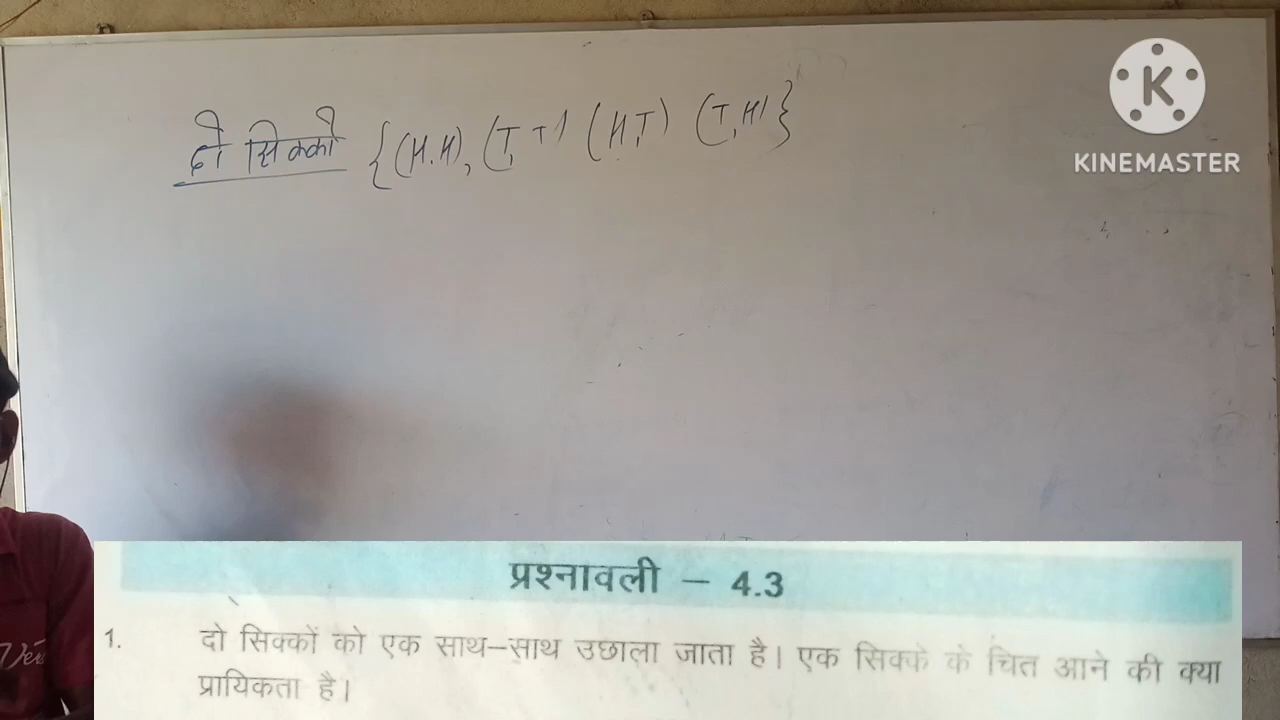 दो सिक्को {(H.H), (T, T) (H,T) (T,H)}
K
KINEMASTER
प्रश्नावली – 4.3
1. दो सिक्कों को एक साथ–साथ उछाला जाता है। एक सिक्के के चित आने की क्या
प्रायिकता है।